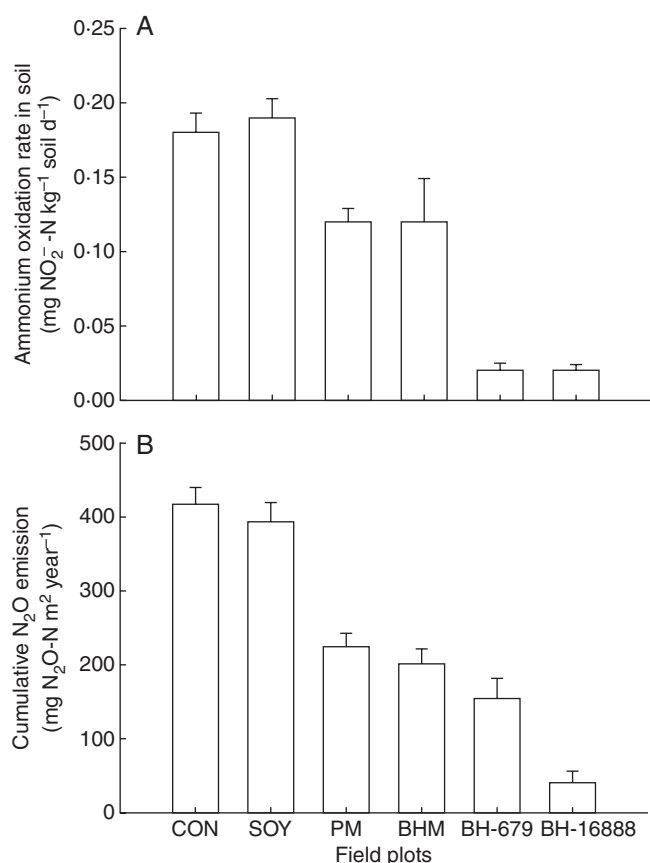 A
Ammonium oxidation rate in soil
(mg NO₂⁻-N kg⁻¹ soil d⁻¹)
0·25
0·20
0·15
0·10
0·05
0·00
B
Cumulative N₂O emission
(mg N₂O-N m² year⁻¹)
500
400
300
200
100
0
CON SOY PM BHM BH-679 BH-16888
Field plots